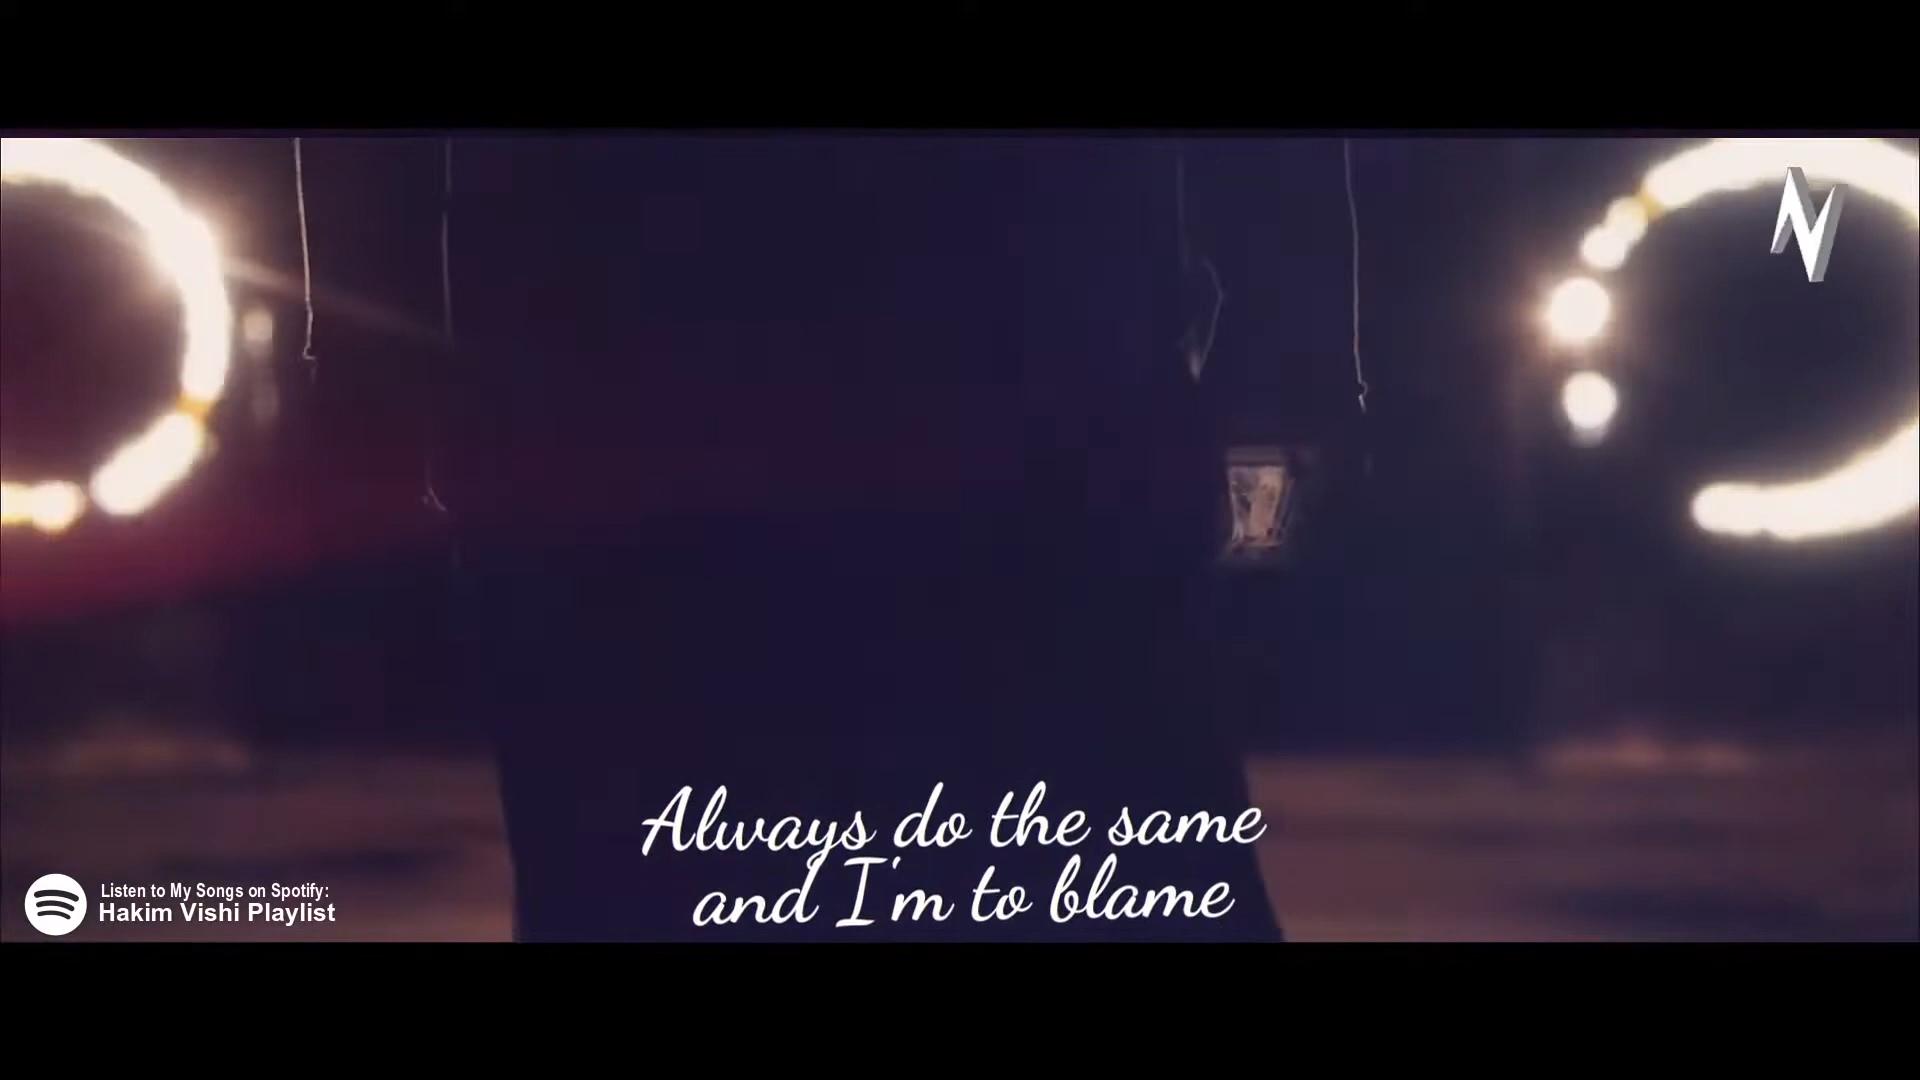 Always do the same
and I'm to blame
Listen to My Songs on Spotify:
Hakim Vishi Playlist